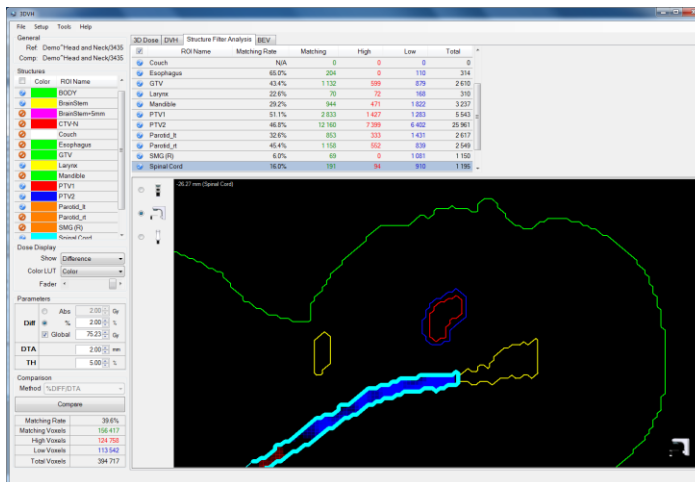 3DVH
File Setup Tools Help
General
Ref: Demo^Head and Neck/3435
Comp: Demo^Head and Neck/3435
Structures
Color ROI Name
BODY
BrainStem
BrainStem+5mm
CTV-N
Couch
Esophagus
GTV
Larynx
Mandible
PTV1
PTV2
Parotid_lt
Parotid_rt
SMG (R)
Spinal Cord
Dose Display
Show Difference
Color LUT Color
Fader
Parameters
Abs 2.00 Gy
Diff % 2.00 %
Global 75.23 Gy
DTA 2.00 mm
TH 5.00 %
Comparison
Method %DIFF/DTA
Compare
Matching Rate 39.6%
Matching Voxels 156 417
High Voxels 124 758
Low Voxels 113 542
Total Voxels 394 717
3D Dose DVH Structure Filter Analysis BEV
ROI Name Matching Rate Matching High Low Total
Couch N/A 0 0 0 0
Esophagus 65.0% 204 0 110 314
GTV 43.4% 1 132 599 879 2 610
Larynx 22.6% 70 72 168 310
Mandible 29.2% 944 471 1 822 3 237
PTV1 51.1% 2 833 1 427 1 283 5 543
PTV2 46.8% 12 160 7 399 6 402 25 961
Parotid_lt 32.6% 853 333 1 431 2 617
Parotid_rt 45.4% 1 158 552 839 2 549
SMG (R) 6.0% 69 0 1 081 1 150
Spinal Cord 16.0% 191 94 910 1 195
-26.27 mm (Spinal Cord)